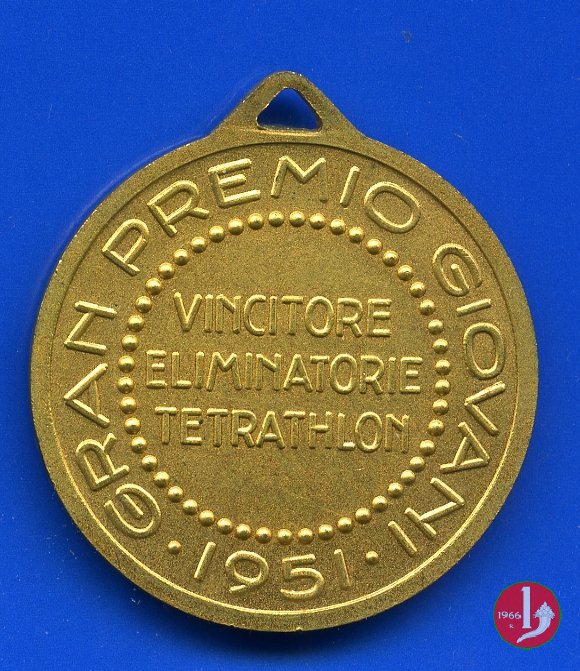 GRAN PREMIO GIOVANI
· 1951 ·
VINCITORE
ELIMINATORIE
TETRATHLON
1966
R